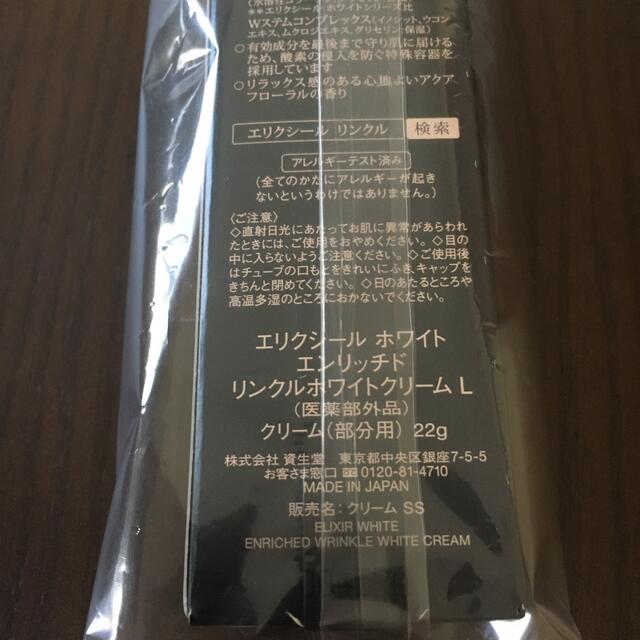 **エリクシール ホワイトシリーズ比
Wステムコンプレックス(イノシット、ウコン
エキス、ムクロジエキス、グリセリン:保湿)
○有効成分を最後まで守り肌に届ける
ため、酸素の侵入を防ぐ特殊容器を
採用しています
○リラックス感のある心地よいアクア
フローラルの香り
エリクシール リンクル 検索
アレルギーテスト済み
(全てのかたにアレルギーが起き
ないというわけではありません。)
〈ご注意〉
◇直射日光にあたってお肌に異常があらわれ
たときには、ご使用をおやめください。◇目の
中に入らないようご注意ください。◇ご使用後
はチューブの口もとをきれいにふき、キャップを
きちんと閉めてください。◇日のあたるところや
高温多湿のところにおかないでください。
エリクシール ホワイト
エンリッチド
リンクルホワイトクリーム L
(医薬部外品)
クリーム(部分用) 22g
株式会社 資生堂 東京都中央区銀座7-5-5
お客さま窓口 0120-81-4710
MADE IN JAPAN
販売名:クリーム SS
ELIXIR WHITE
ENRICHED WRINKLE WHITE CREAM